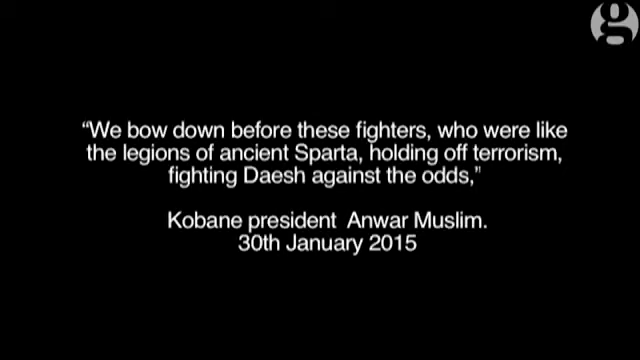 g
“We bow down before these fighters, who were like
the legions of ancient Sparta, holding off terrorism,
fighting Daesh against the odds,”
Kobane president  Anwar Muslim.
30th January 2015